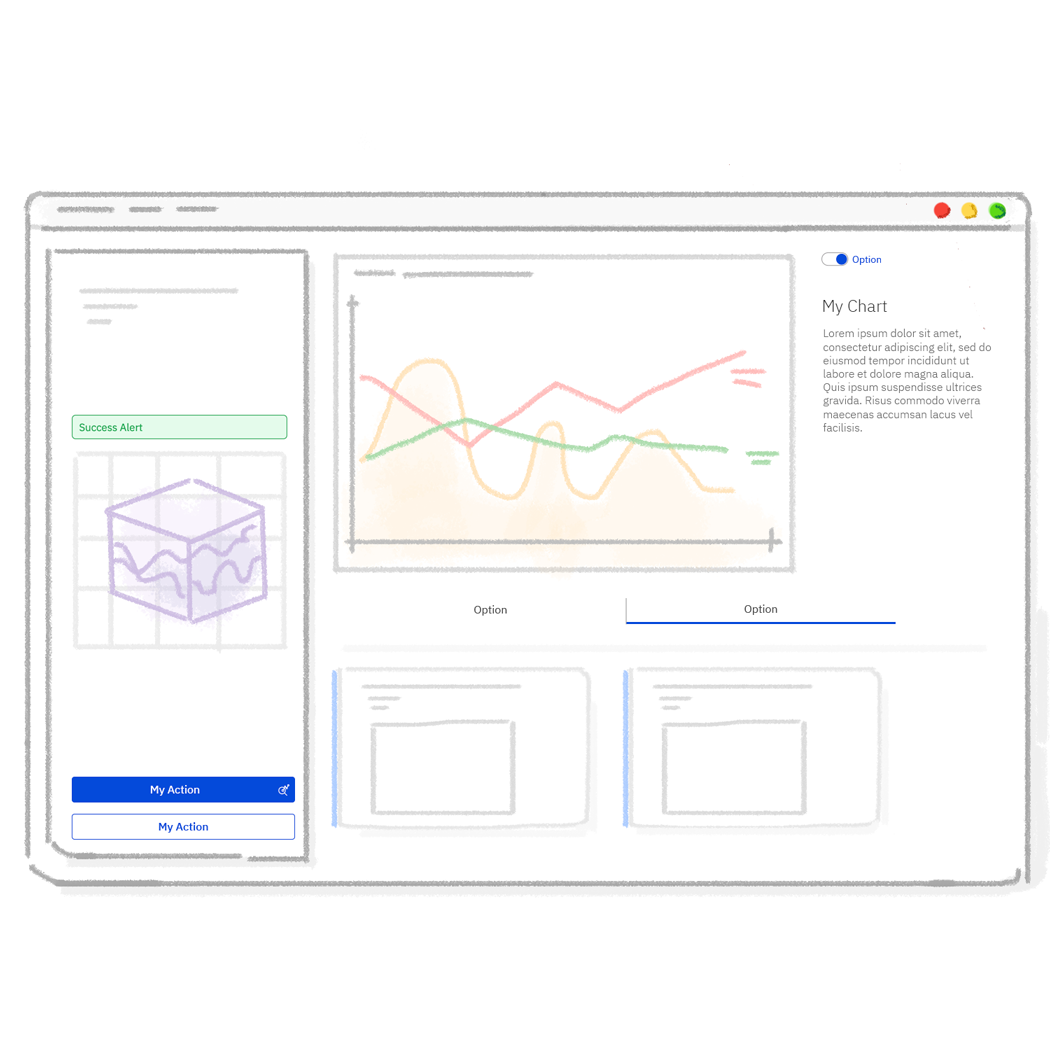 Option
My Chart
Lorem ipsum dolor sit amet,
consectetur adipiscing elit, sed do
eiusmod tempor incididunt ut
labore et dolore magna aliqua.
Quis ipsum suspendisse ultrices
gravida. Risus commodo viverra
maecenas accumsan lacus vel
facilisis.
Success Alert
Option
Option
My Action
My Action